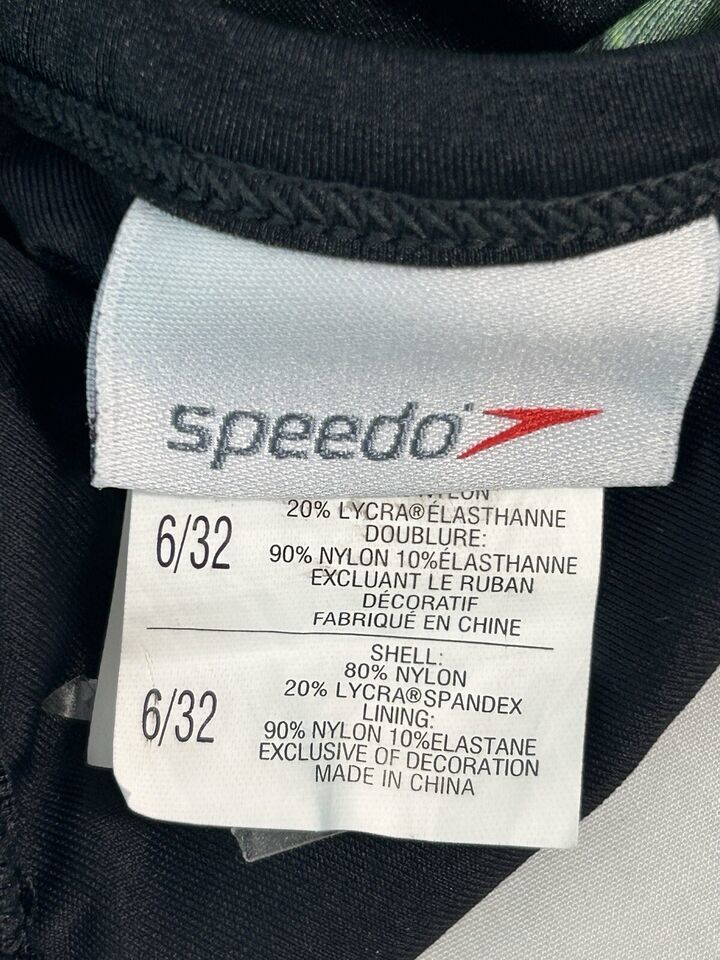 speedo
NYLON
6/32
20% LYCRA®ÉLASTHANNE
DOUBLURE:
90% NYLON 10%ÉLASTHANNE
EXCLUANT LE RUBAN
DÉCORATIF
FABRIQUÉ EN CHINE
6/32
SHELL:
80% NYLON
20% LYCRA®SPANDEX
LINING:
90% NYLON 10%ELASTANE
EXCLUSIVE OF DECORATION
MADE IN CHINA